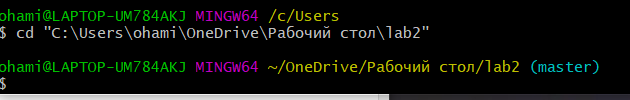 ohami@LAPTOP-UM784AKJ MINGW64 /c/Users
$ cd "C:\Users\ohami\OneDrive\Рабочий стол\lab2"
ohami@LAPTOP-UM784AKJ MINGW64 ~/OneDrive/Рабочий стол/lab2 (master)
$